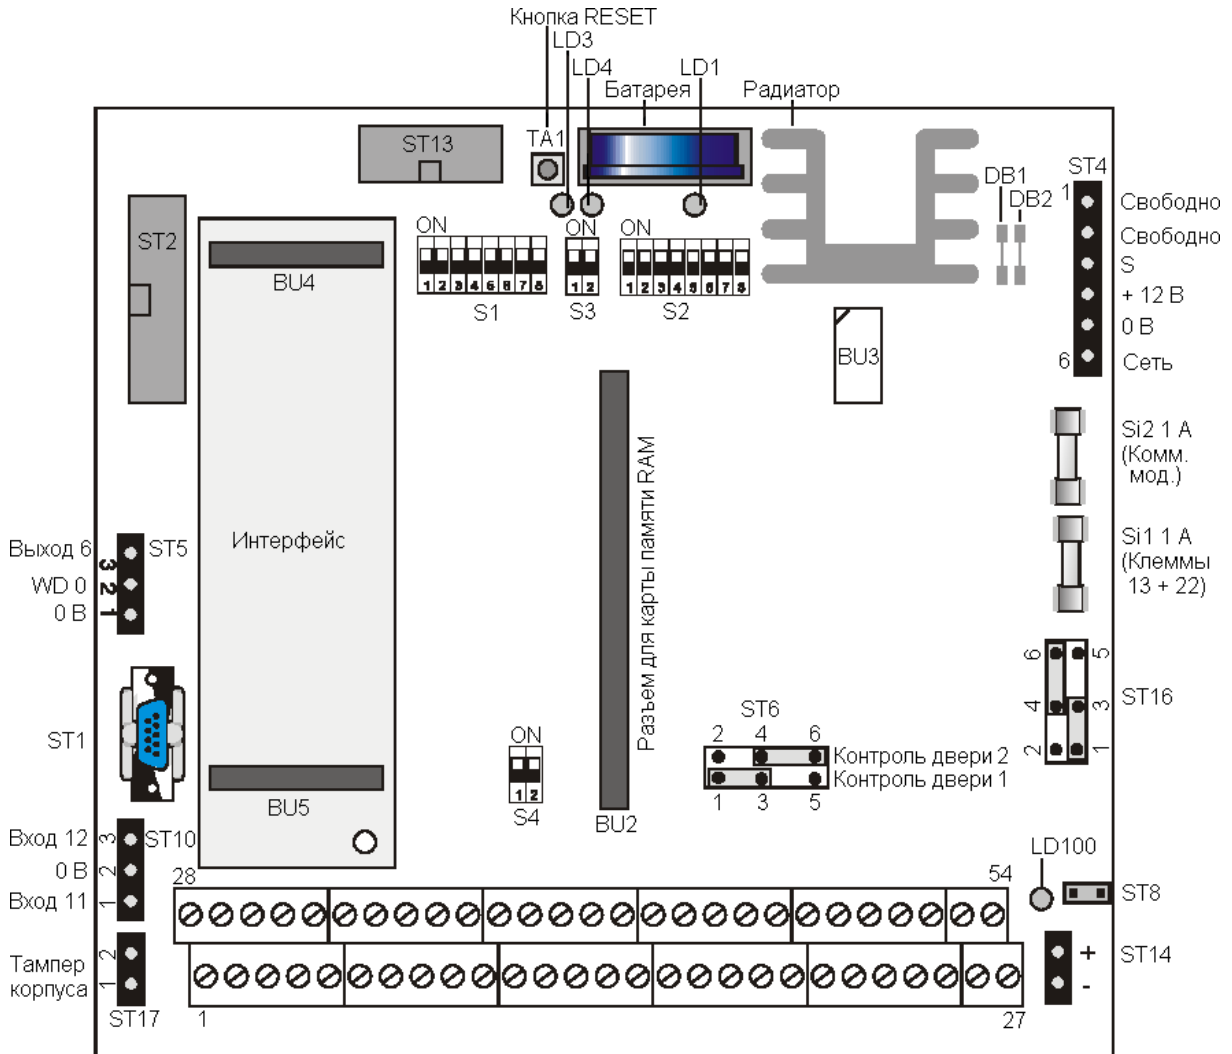 Кнопка RESET
LD3
LD4
LD1
Батарея
Радиатор
ST13
TA1
ST4
DB1
DB2
1
Свободно
ST2
ON
ON
ON
Свободно
S
BU4
1 2 3 4 5 6 7 8
1 2
1 2 3 4 5 6 7 8
+ 12 В
S1
S3
S2
0 В
BU3
6
Сеть
Si2 1 А
(Комм.
мод.)
Разъем для карты памяти RAM
Интерфейс
Выход 6
3
ST5
Si1 1 А
(Клеммы
13 + 22)
WD 0
2
0 В
1
6
5
4
3
ST16
2
1
ST1
ST6
ON
2 4 6
Контроль двери 2
Контроль двери 1
1 2
1 3 5
BU5
S4
BU2
Вход 12
3
ST10
LD100
0 В
2
28
54
ST8
Вход 11
1
Тампер
корпуса
2
1
+
ST14
-
ST17
1
27